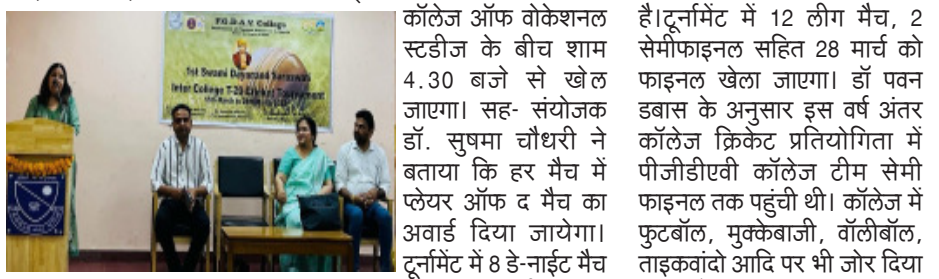 P.G.D.A.V. College
1st Swami Dayanand Saraswati
Inter College T-20 Cricket Tournament
कॉलेज ऑफ वोकेशनल
स्टडीज के बीच शाम
4.30 बजे से खेला
जाएगा। सह- संयोजक
डॉ. सुषमा चौधरी ने
बताया कि हर मैच में
प्लेयर ऑफ द मैच का
अवार्ड दिया जायेगा।
टूर्नामेंट में 8 डे-नाईट मैच
है।टूर्नामेंट में 12 लीग मैच, 2
सेमीफाइनल सहित 28 मार्च को
फाइनल खेला जाएगा। डॉ पवन
डबास के अनुसार इस वर्ष अंतर
कॉलेज क्रिकेट प्रतियोगिता में
पीजीडीएवी कॉलेज टीम सेमी
फाइनल तक पहुंची थी। कॉलेज में
फुटबॉल, मुक्केबाजी, वॉलीबॉल,
ताइकवांदो आदि पर भी जोर दिया